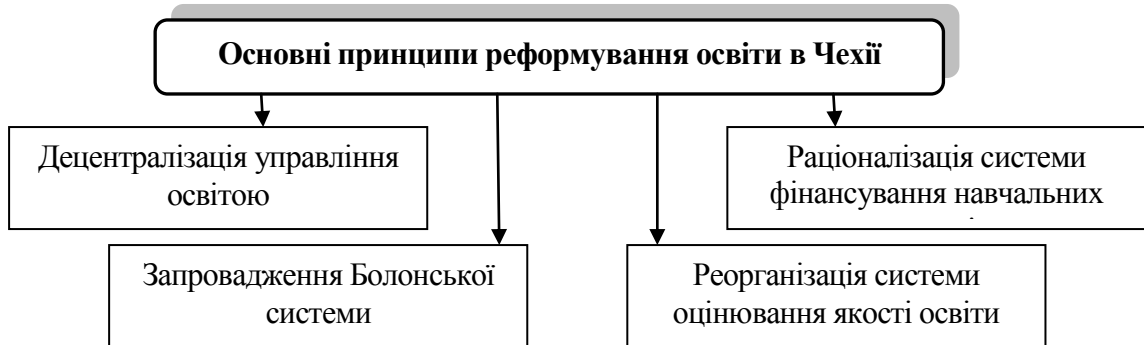 Основні принципи реформування освіти в Чехії
Децентралізація управління
освітою
Раціоналізація системи
фінансування навчальних
Запровадження Болонської
системи
Реорганізація системи
оцінювання якості освіти